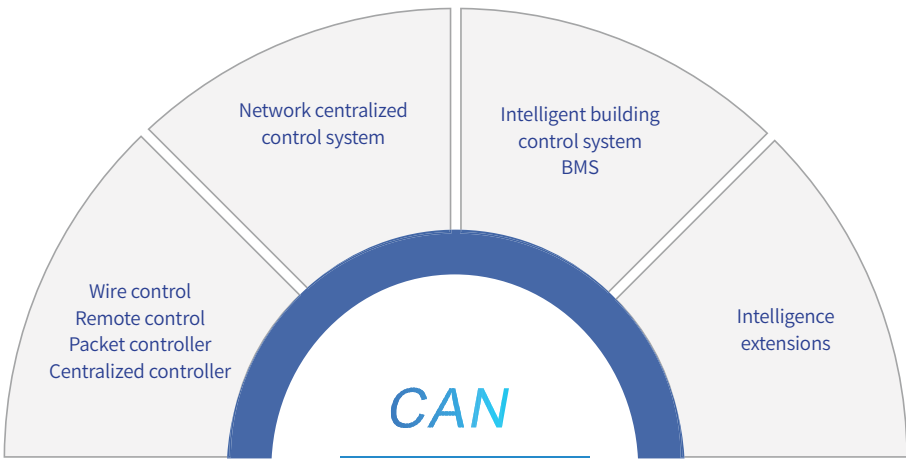 Network centralized
control system
Intelligent building
control system
BMS
Wire control
Remote control
Packet controller
Centralized controller
Intelligence
extensions
CAN